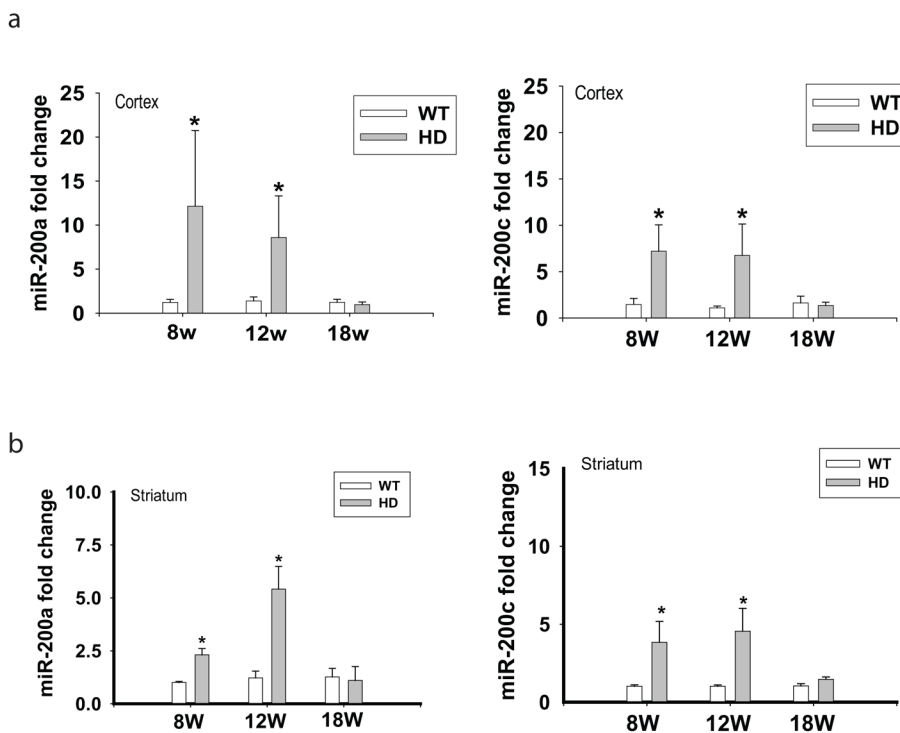 a
Cortex
WT
HD
miR-200a fold change
25
20
15
10
5
0
*
*
8w
12w
18w
Cortex
WT
HD
miR-200c fold change
25
20
15
10
5
0
*
*
8W
12W
18W
b
Striatum
WT
HD
miR-200a fold change
10.0
7.5
5.0
2.5
0.0
*
*
8W
12W
18W
Striatum
WT
HD
miR-200c fold change
15
10
5
0
*
*
8W
12W
18W